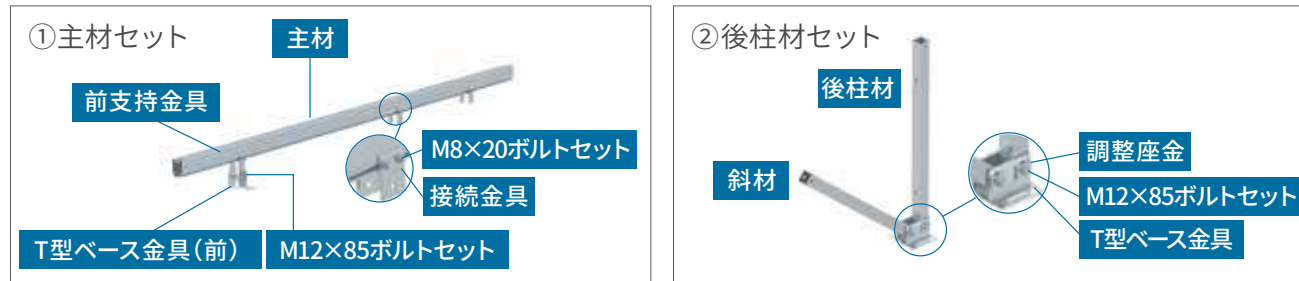 ①主材セット
主材
前支持金具
M8×20ボルトセット
接続金具
T型ベース金具(前)
M12×85ボルトセット
②後柱材セット
後柱材
斜材
調整座金
M12×85ボルトセット
T型ベース金具